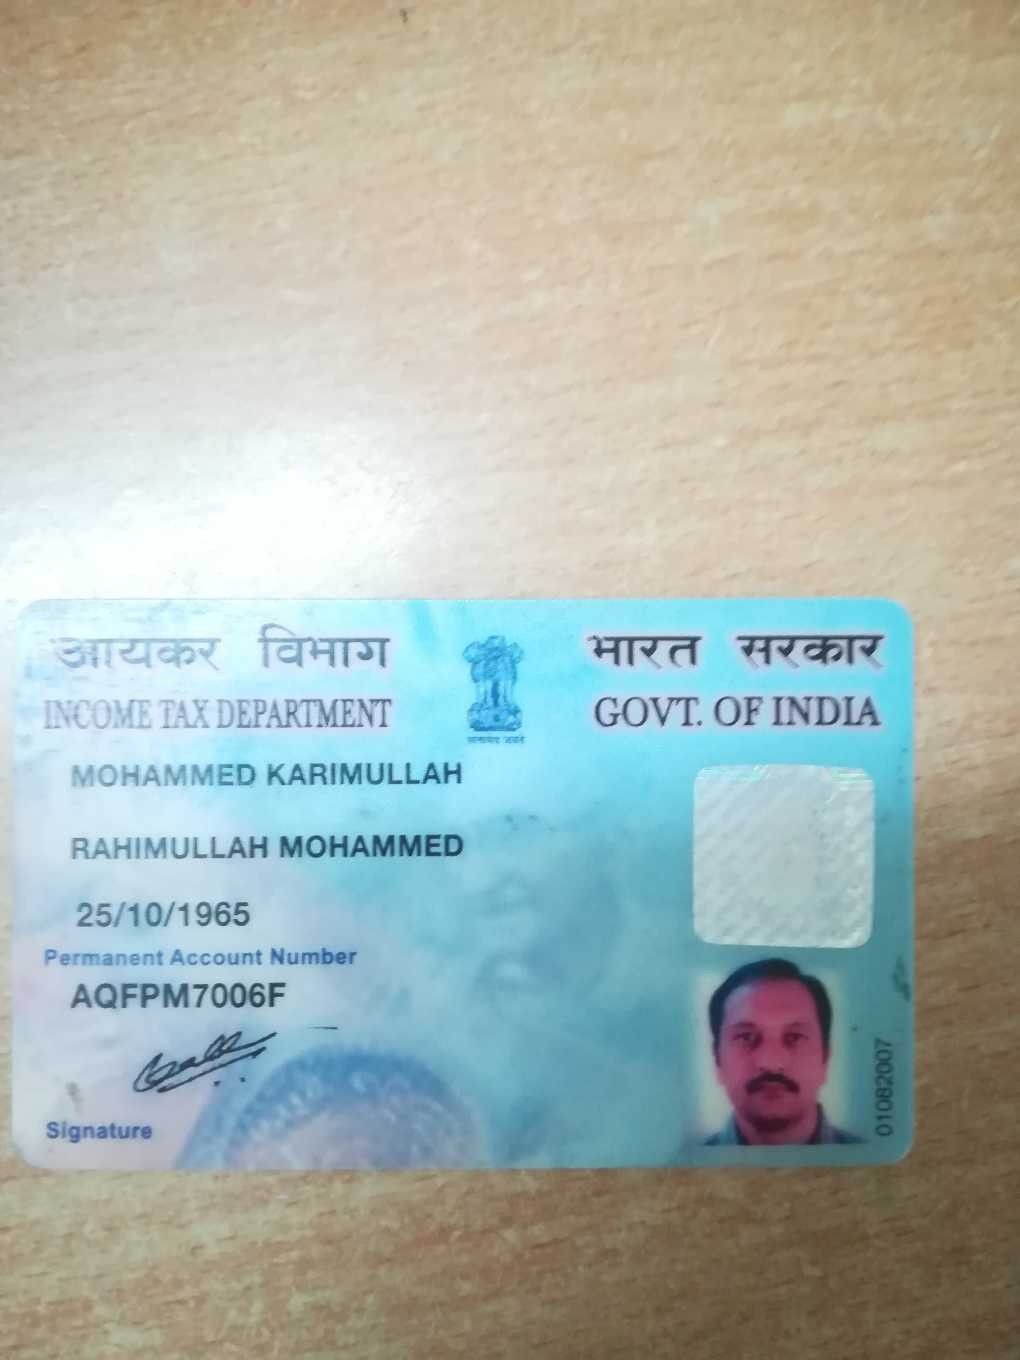 आयकर विभाग
INCOME TAX DEPARTMENT
भारत सरकार
GOVT. OF INDIA
सत्यमेव जयते
MOHAMMED KARIMULLAH
RAHIMULLAH MOHAMMED
25/10/1965
Permanent Account Number
AQFPM7006F
Signature
01082007